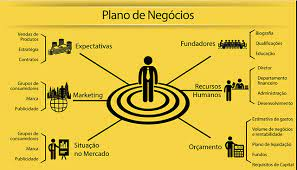 Plano de Negócios
Vendas de
Produtos
Estratégia
Contratos
Expectativas
Fundadores
Biografia
Qualificações
Educação
Grupos de
consumidores
Marca
Publicidade
Marketing
Recursos
Humanos
Diretor
Departamento
financeiro
Administração
Desenvolvimento
Grupos de
consumidores
Marca
Publicidade
Situação
no Mercado
Orçamento
Estimativa de gastos
Volume de negócios
e rentabilidade
Plano de liquidação
Fundos
Requisitos de Capital